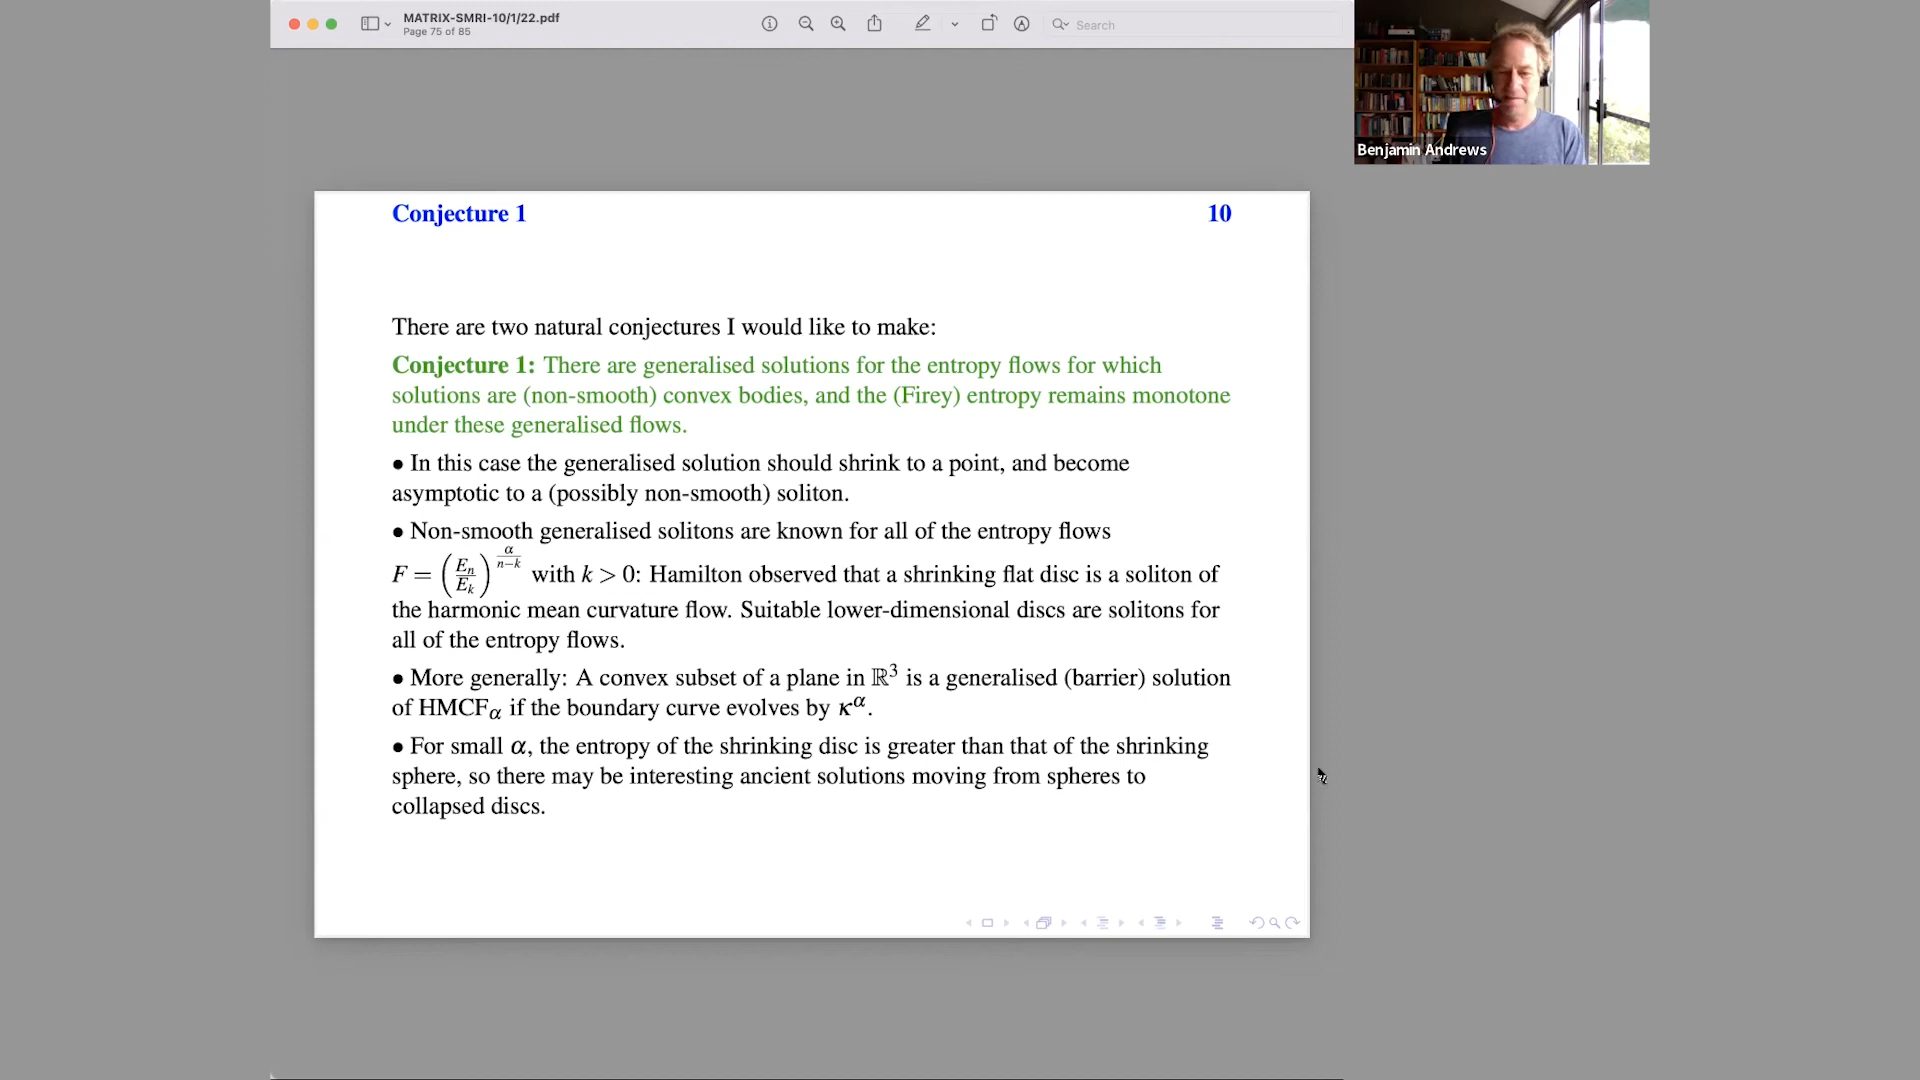 MATRIX-SMRI-10/1/22.pdf
Page 75 of 85
Search
Benjamin Andrews
Conjecture 1 10
There are two natural conjectures I would like to make:
Conjecture 1: There are generalised solutions for the entropy flows for which
solutions are (non-smooth) convex bodies, and the (Firey) entropy remains monotone
under these generalised flows.
• In this case the generalised solution should shrink to a point, and become
asymptotic to a (possibly non-smooth) soliton.
• Non-smooth generalised solitons are known for all of the entropy flows
F = (E_n/E_k)^{α/(n−k)} with k > 0: Hamilton observed that a shrinking flat disc is a soliton of
the harmonic mean curvature flow. Suitable lower-dimensional discs are solitons for
all of the entropy flows.
• More generally: A convex subset of a plane in ℝ³ is a generalised (barrier) solution
of HMCF_α if the boundary curve evolves by κ^α.
• For small α, the entropy of the shrinking disc is greater than that of the shrinking
sphere, so there may be interesting ancient solutions moving from spheres to
collapsed discs.